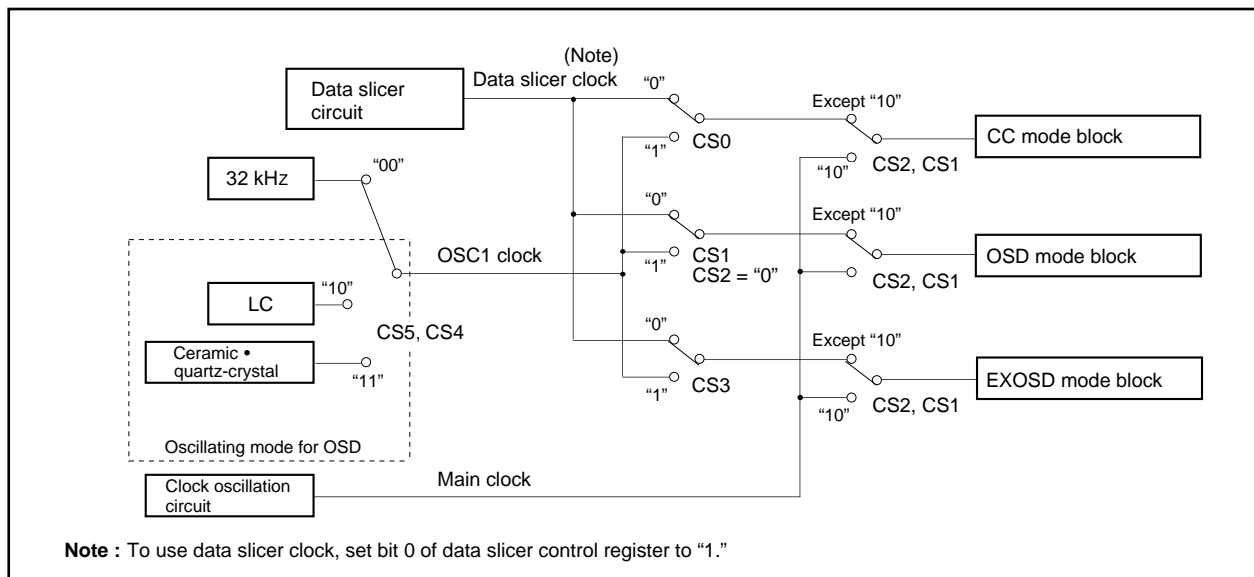 (Note)
Data slicer clock
Data slicer
circuit
“0”
Except “10”
“1”
CS0
“10”
CS2, CS1
CC mode block
32 kHz
“00”
“0”
Except “10”
OSC1 clock
“1”
CS1
CS2 = “0”
CS2, CS1
OSD mode block
LC
“10”
CS5, CS4
Ceramic •
quartz-crystal
“11”
“0”
Except “10”
“1”
CS3
“10”
CS2, CS1
EXOSD mode block
Oscillating mode for OSD
Clock oscillation
circuit
Main clock
Note : To use data slicer clock, set bit 0 of data slicer control register to “1.”